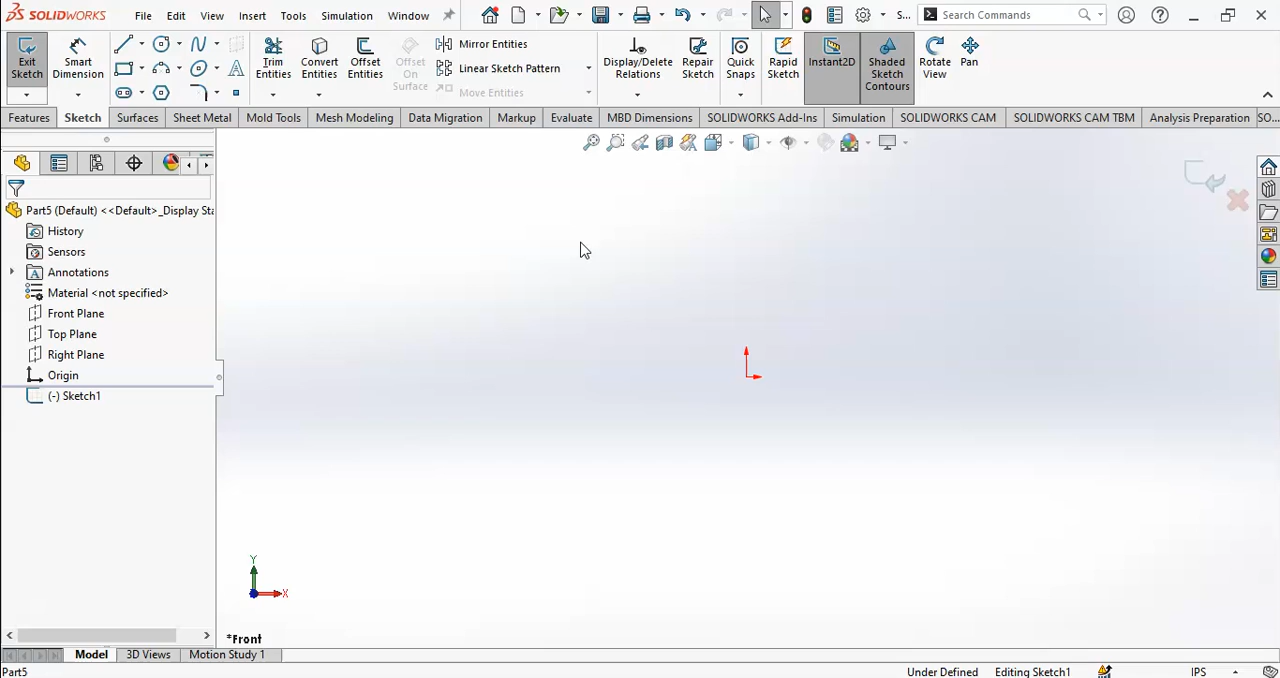 SOLIDWORKS File Edit View Insert Tools Simulation Window S... Search Commands
Exit Sketch
Smart Dimension
Trim Entities
Convert Entities
Offset Entities
Offset On Surface
Mirror Entities
Linear Sketch Pattern
Move Entities
Display/Delete Relations
Repair Sketch
Quick Snaps
Rapid Sketch
Instant2D
Shaded Sketch Contours
Rotate View
Pan
Features Sketch Surfaces Sheet Metal Mold Tools Mesh Modeling Data Migration Markup Evaluate MBD Dimensions SOLIDWORKS Add-Ins Simulation SOLIDWORKS CAM SOLIDWORKS CAM TBM Analysis Preparation SO...
Part5 (Default) <<Default>_Display Sta
History
Sensors
Annotations
Material <not specified>
Front Plane
Top Plane
Right Plane
Origin
(-) Sketch1
Y
X
*Front
Model 3D Views Motion Study 1
Part5 Under Defined Editing Sketch1 IPS